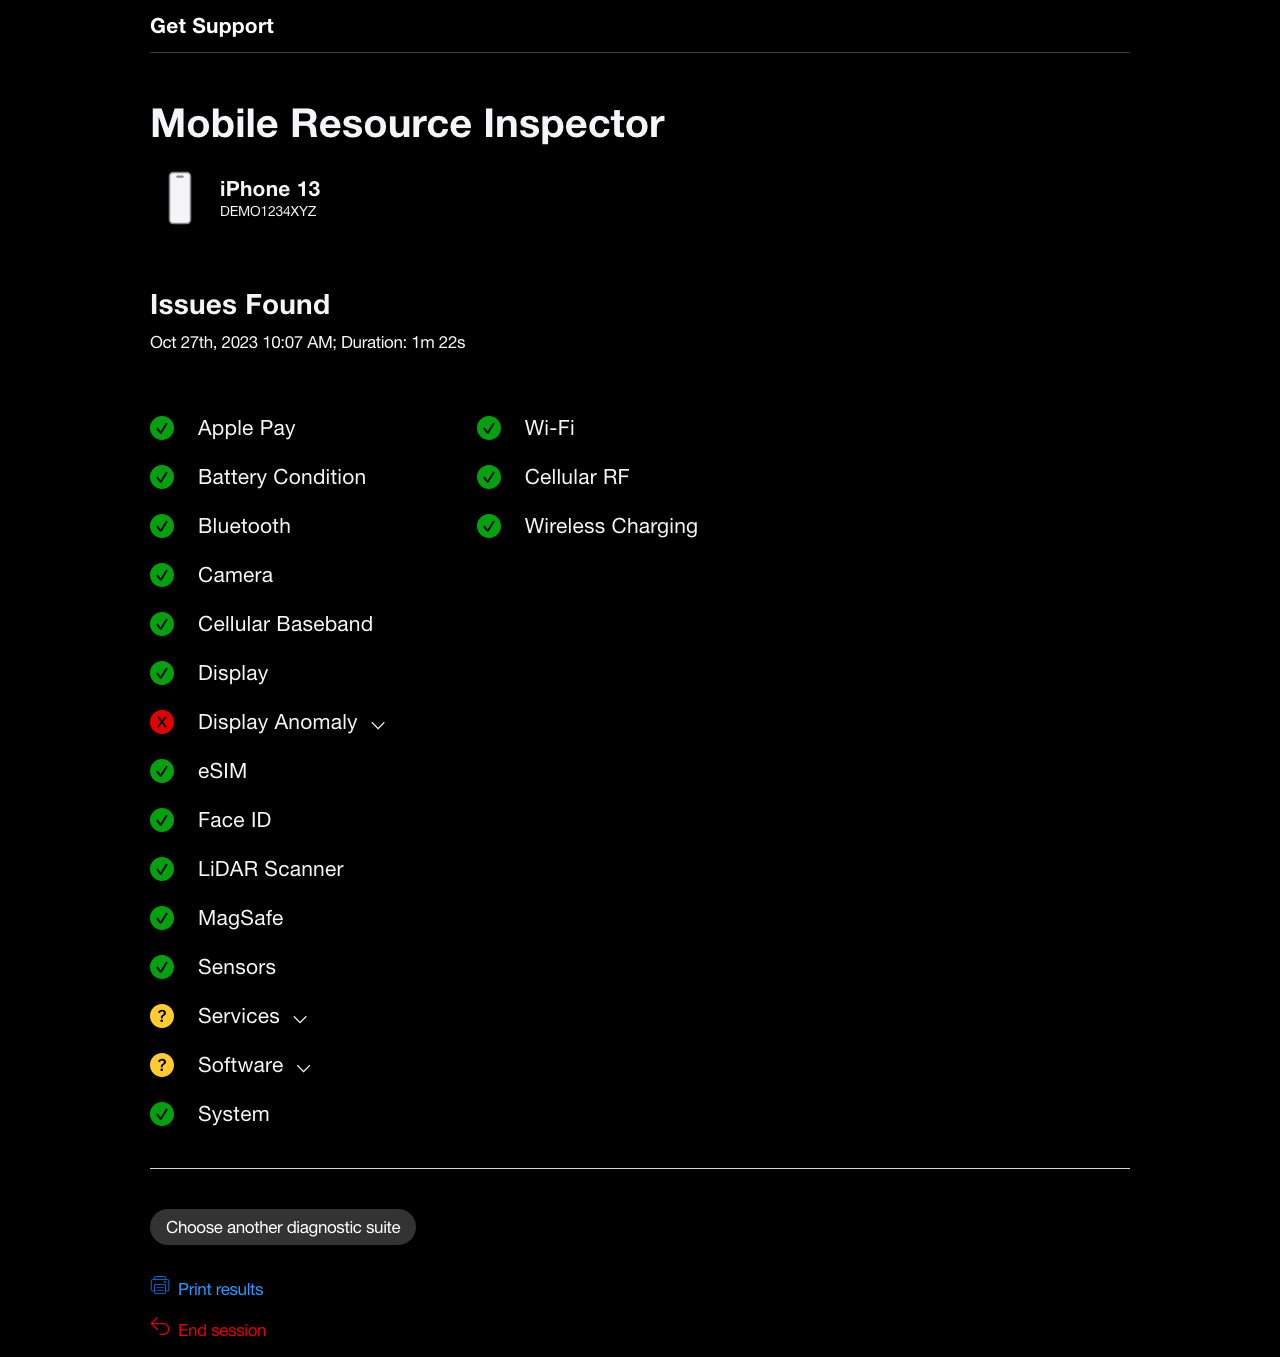 Get Support
Mobile Resource Inspector
iPhone 13
DEMO1234XYZ
Issues Found
Oct 27th, 2023 10:07 AM; Duration: 1m 22s
Apple Pay
Battery Condition
Bluetooth
Camera
Cellular Baseband
Display
X Display Anomaly
eSIM
Face ID
LiDAR Scanner
MagSafe
Sensors
? Services
? Software
System
Wi-Fi
Cellular RF
Wireless Charging
Choose another diagnostic suite
Print results
End session